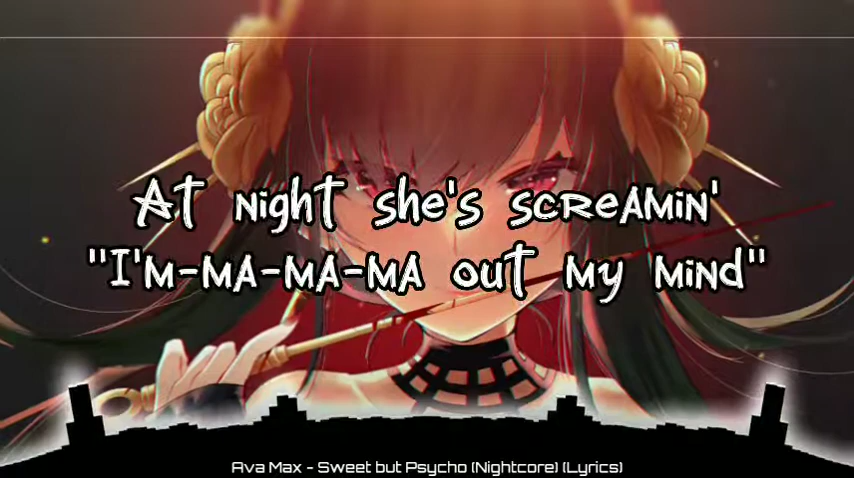 At night she's screamin'
"I'm-ma-ma-ma out my mind"
Ava Max - Sweet but Psycho (Nightcore) (Lyrics)